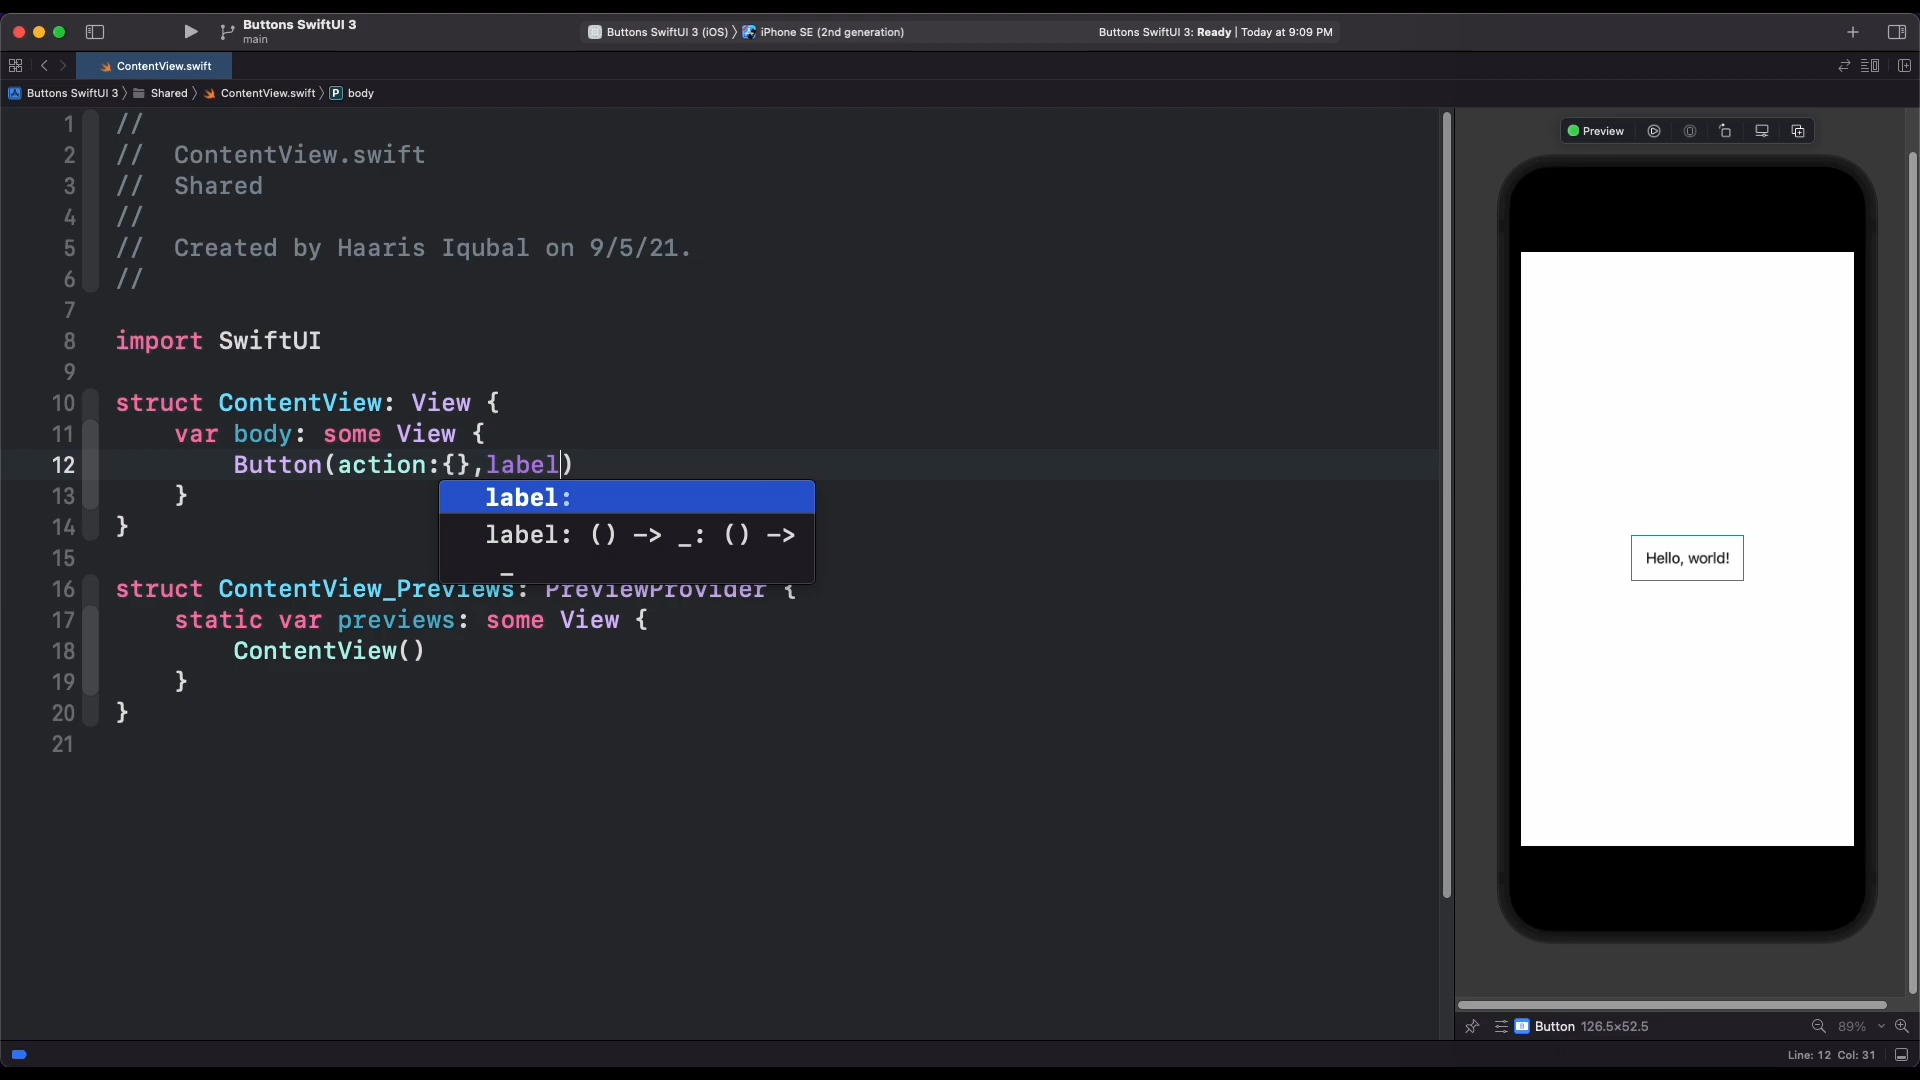 Buttons SwiftUI 3
main
Buttons SwiftUI 3 (iOS) 〉 iPhone SE (2nd generation)
Buttons SwiftUI 3: Ready | Today at 9:09 PM
ContentView.swift
Buttons SwiftUI 3 〉 Shared 〉 ContentView.swift 〉 P body
1 //
2 //  ContentView.swift
3 //  Shared
4 //
5 //  Created by Haaris Iqubal on 9/5/21.
6 //
7
8 import SwiftUI
9
10 struct ContentView: View {
11     var body: some View {
12         Button(action:{},label)
label:
13     }
label: () -> _: () ->
_
14 }
15
16 struct ContentView_Previews: PreviewProvider {
17     static var previews: some View {
18         ContentView()
19     }
20 }
21
Preview
Hello, world!
Button 126.5×52.5
89%
Line: 12 Col: 31